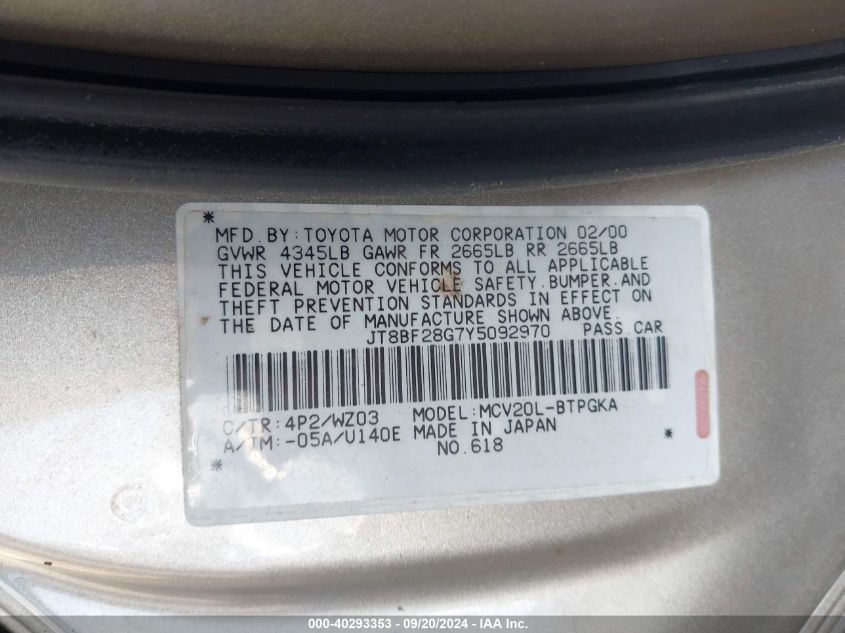 MFD.BY:TOYOTA MOTOR CORPORATION 02/00
GVWR 4345LB GAWR FR 2665LB RR 2665LB
THIS VEHICLE CONFORMS TO ALL APPLICABLE
FEDERAL MOTOR VEHICLE SAFETY.BUMPER.AND
THEFT PREVENTION STANDARDS IN EFFECT ON
THE DATE OF MANUFACTURE SHOWN ABOVE.
JT8BF28G7Y5092970 PASS.CAR
C/TR:4P2/WZ03 MODEL:MCV20L-BTPGKA
A/TM:-05A/U140E MADE IN JAPAN
NO.618
000-40293353 - 09/20/2024 - IAA Inc.